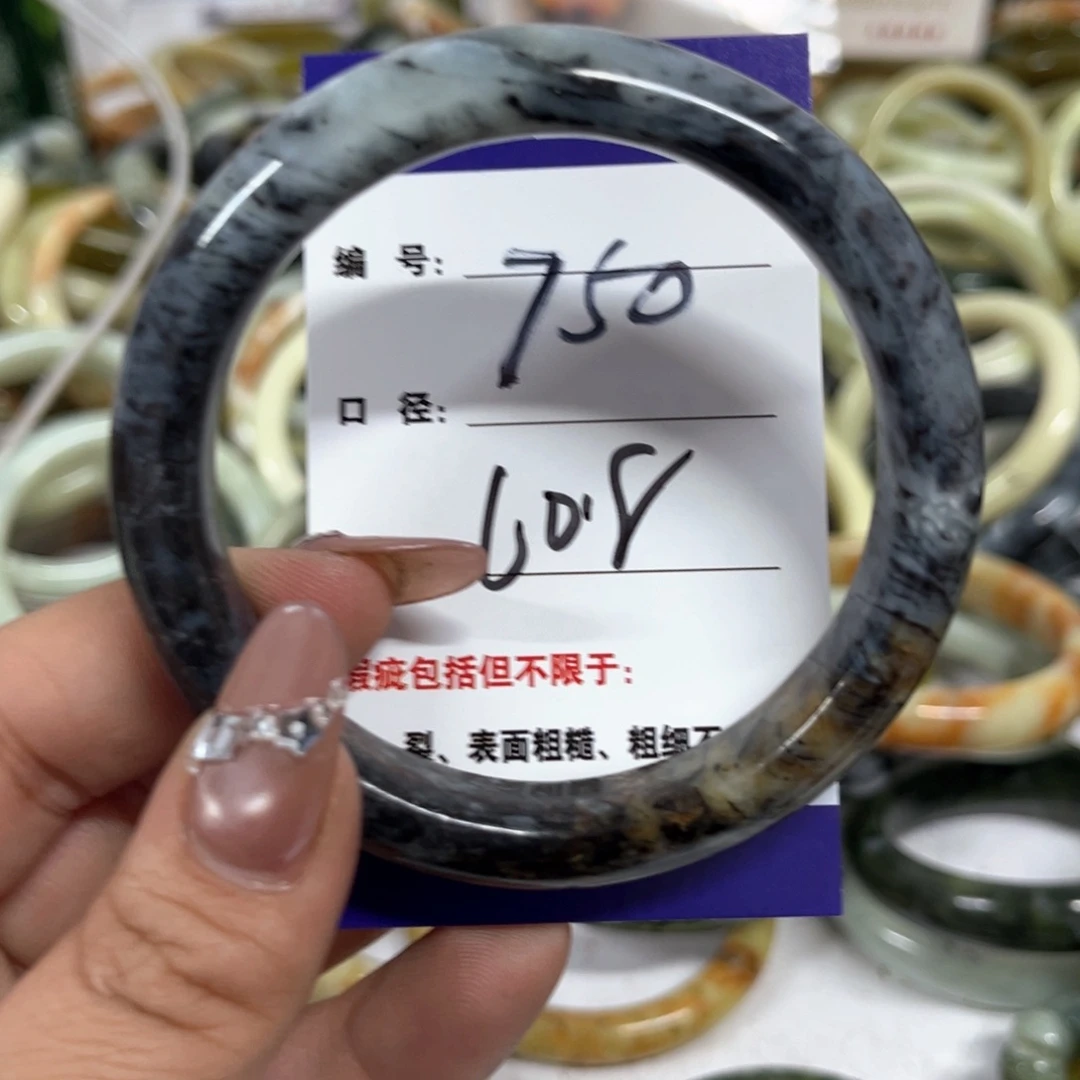 编 号: 750
口 径: 60.8
瑕疵包括但不限于:
裂、表面粗糙、粗细不